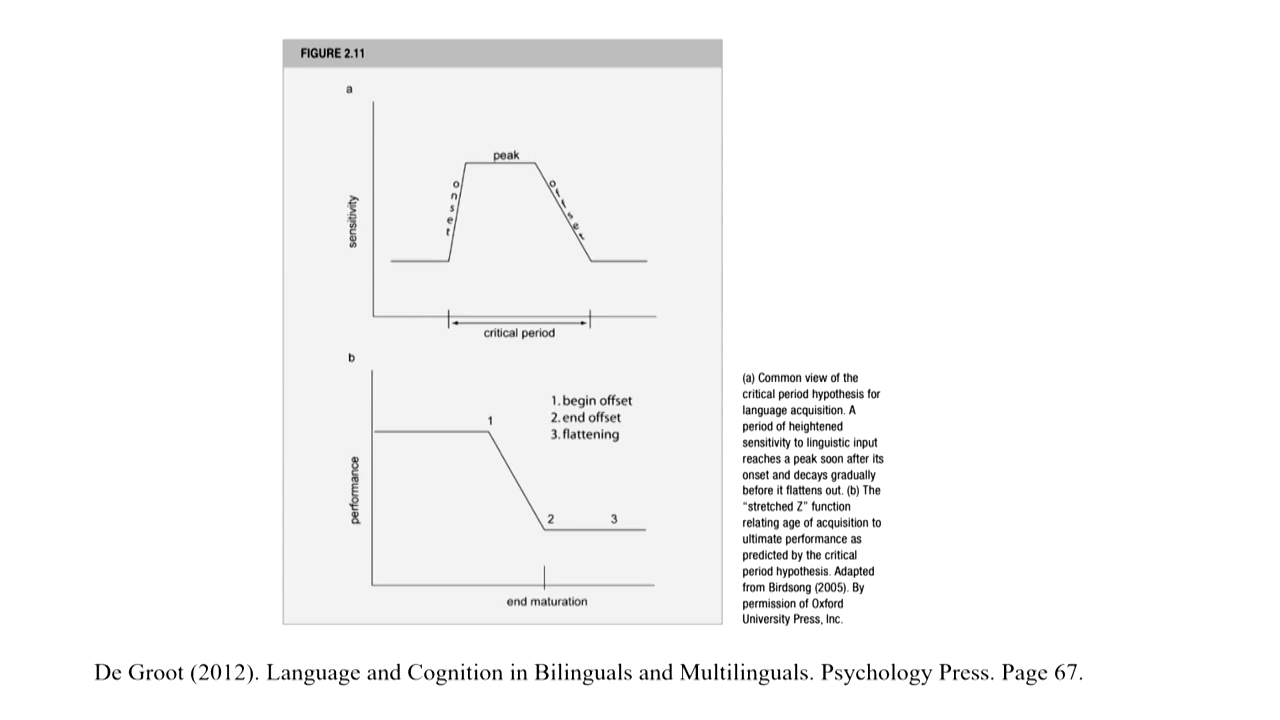 FIGURE 2.11
a
peak
onset
offset
sensitivity
critical period
b
1
1. begin offset
2. end offset
3. flattening
performance
2
3
end maturation
(a) Common view of the
critical period hypothesis for
language acquisition. A
period of heightened
sensitivity to linguistic input
reaches a peak soon after its
onset and decays gradually
before it flattens out. (b) The
“stretched Z” function
relating age of acquisition to
ultimate performance as
predicted by the critical
period hypothesis. Adapted
from Birdsong (2005). By
permission of Oxford
University Press, Inc.
De Groot (2012). Language and Cognition in Bilinguals and Multilinguals. Psychology Press. Page 67.